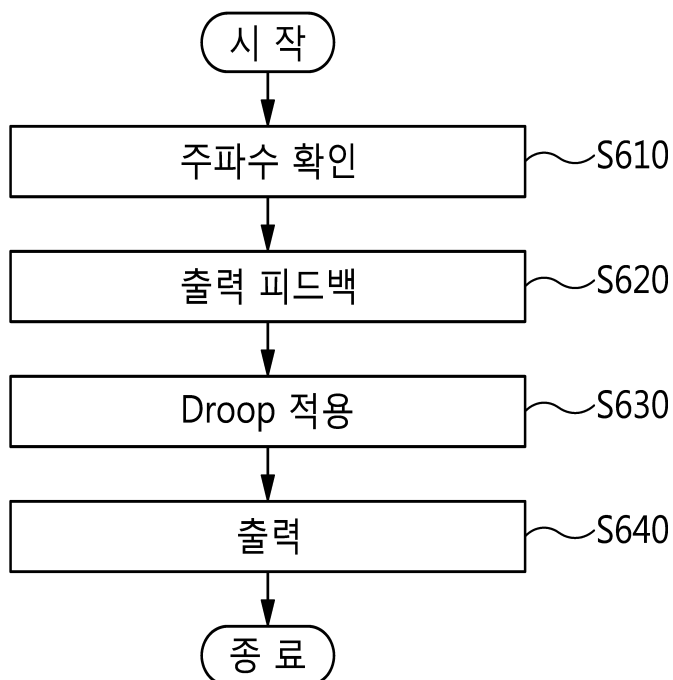 시 작
주파수 확인
S610
출력 피드백
S620
Droop 적용
S630
출력
S640
종 료